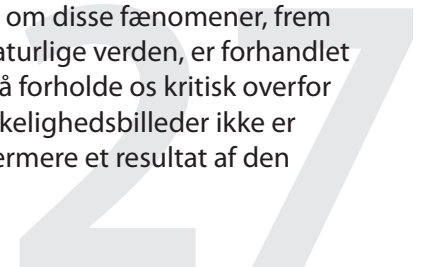 om disse fænomener, frem
aturlige verden, er forhandlet
å forholde os kritisk overfor
kelighedsbilleder ikke er
ermere et resultat af den
27